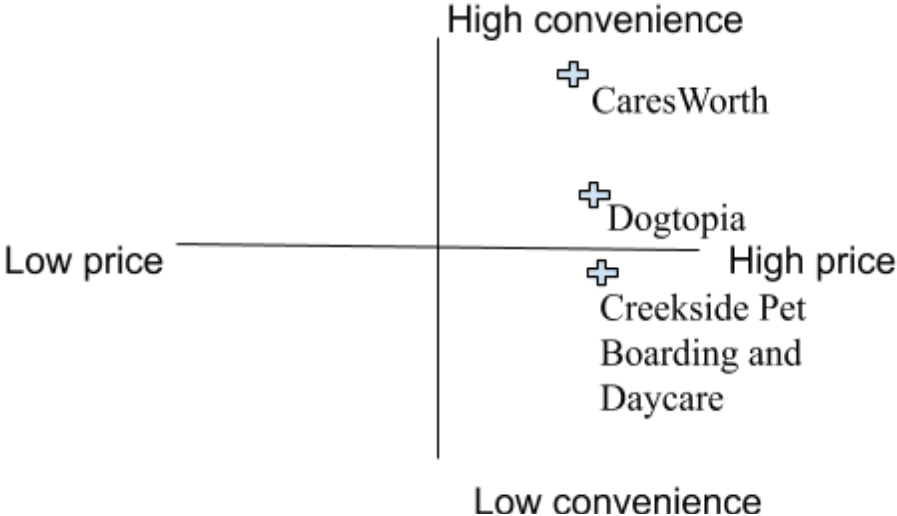 High convenience
CaresWorth
Dogtopia
Low price
High price
Creekside Pet
Boarding and
Daycare
Low convenience